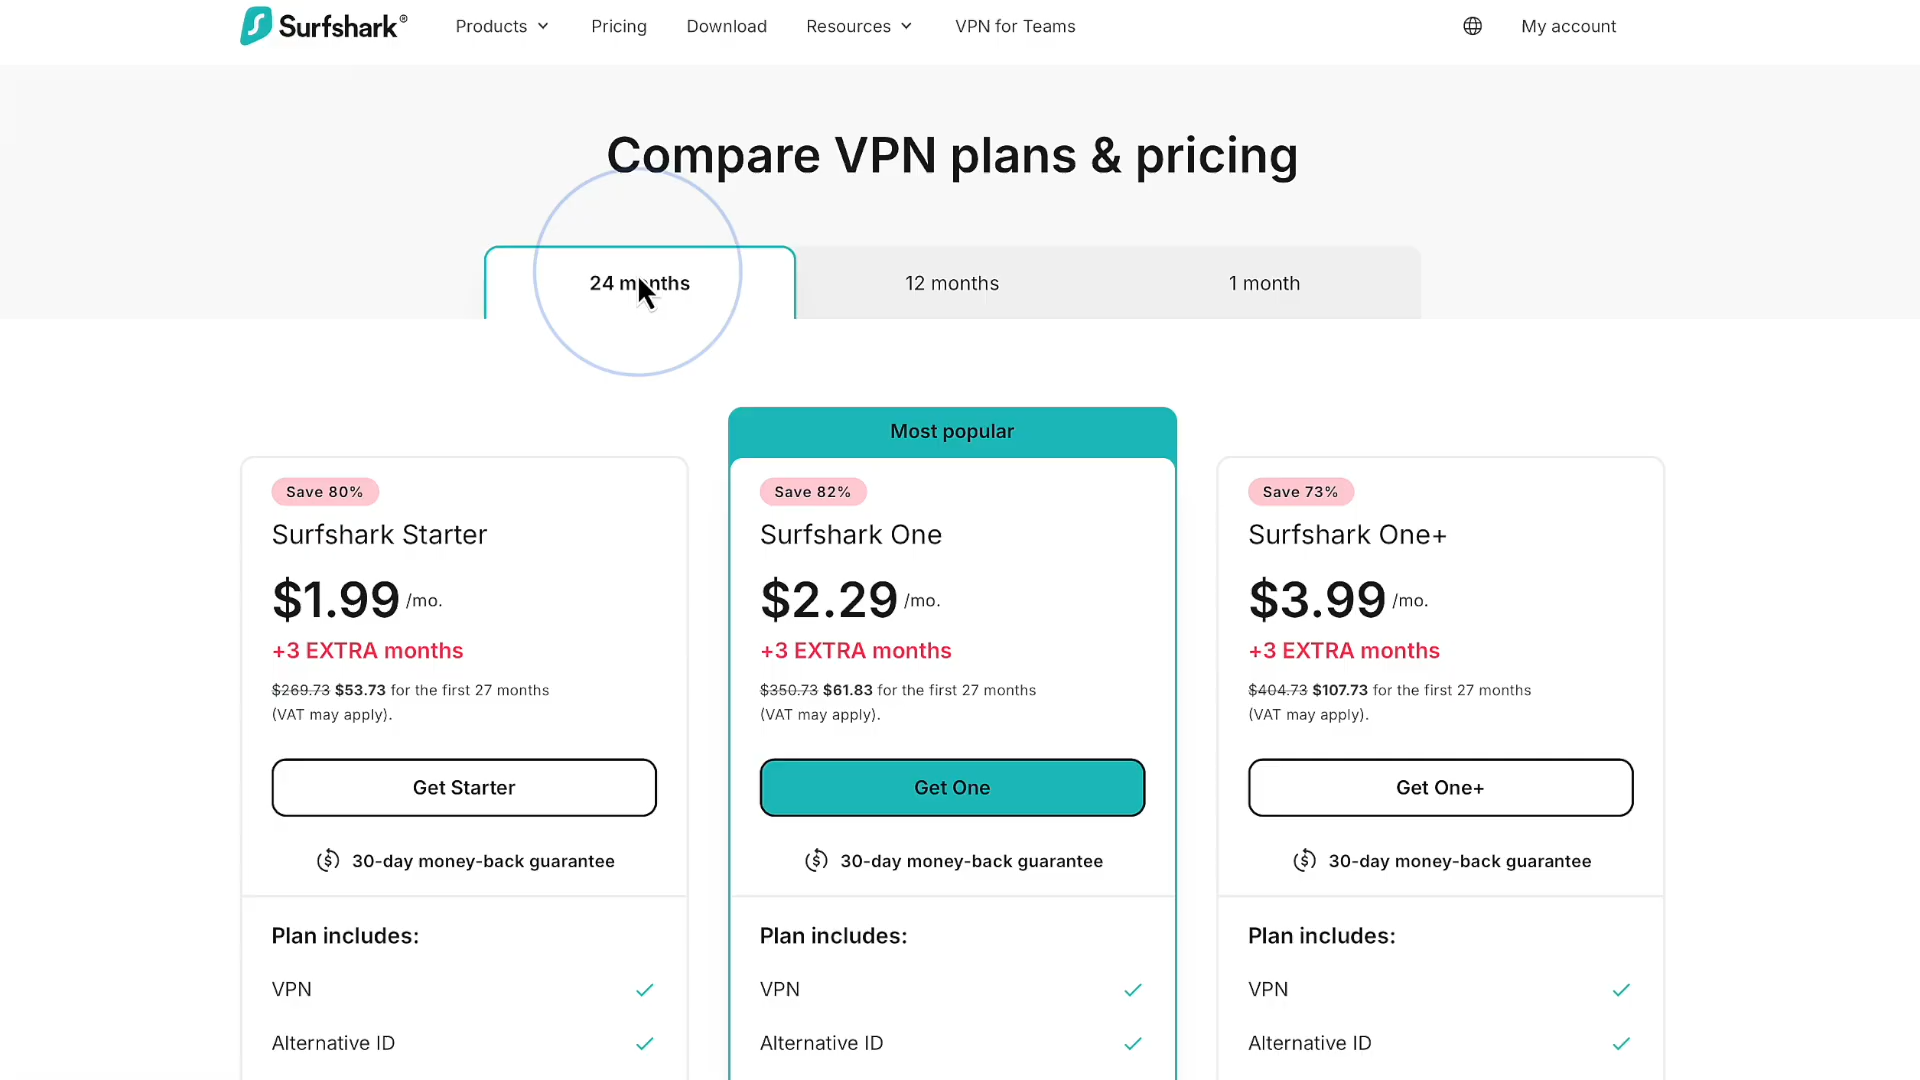 Surfshark®
Products
Pricing
Download
Resources
VPN for Teams
My account
Compare VPN plans & pricing
24 months
12 months
1 month
Most popular
Save 80%
Surfshark Starter
$1.99 /mo.
+3 EXTRA months
$269.73 $53.73 for the first 27 months
(VAT may apply).
Get Starter
30-day money-back guarantee
Plan includes:
VPN
Alternative ID
Save 82%
Surfshark One
$2.29 /mo.
+3 EXTRA months
$350.73 $61.83 for the first 27 months
(VAT may apply).
Get One
30-day money-back guarantee
Plan includes:
VPN
Alternative ID
Save 73%
Surfshark One+
$3.99 /mo.
+3 EXTRA months
$404.73 $107.73 for the first 27 months
(VAT may apply).
Get One+
30-day money-back guarantee
Plan includes:
VPN
Alternative ID